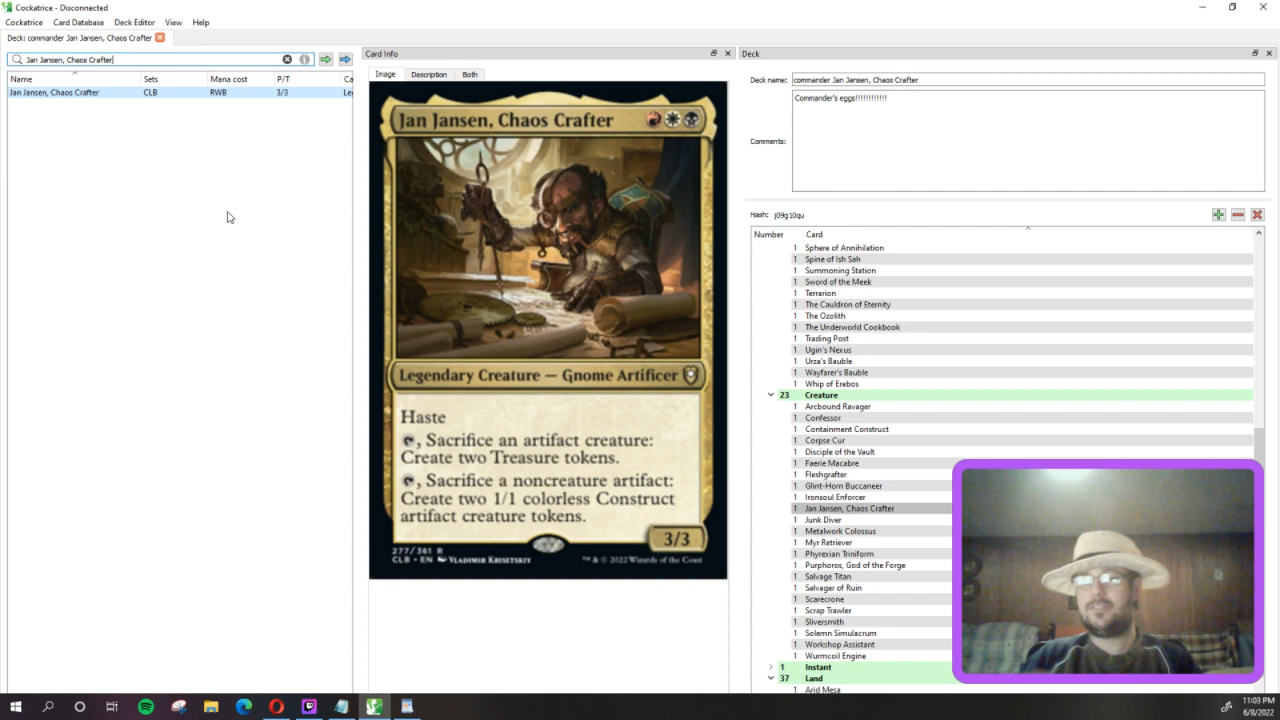 Cockatrice - Disconnected
Cockatrice Card Database Deck Editor View Help
Deck: commander Jan Jansen, Chaos Crafter
Jan Jansen, Chaos Crafter
Name Sets Mana cost P/T Ca
Jan Jansen, Chaos Crafter CLB RWB 3/3 Le
Card Info
Image Description Both
Jan Jansen, Chaos Crafter
Legendary Creature — Gnome Artificer
Haste
, Sacrifice an artifact creature:
Create two Treasure tokens.
, Sacrifice a noncreature artifact:
Create two 1/1 colorless Construct
artifact creature tokens.
3/3
277/361 R
CLB • EN Vladimir Krisetskiy ™ & © 2022 Wizards of the Coast
Deck
Deck name: commander Jan Jansen, Chaos Crafter
Comments: Commander's eggs!!!!!!!!!!!!
Hash: j09g10qu
Number Card
1 Sphere of Annihilation
1 Spine of Ish Sah
1 Summoning Station
1 Sword of the Meek
1 Terrarion
1 The Cauldron of Eternity
1 The Ozolith
1 The Underworld Cookbook
1 Trading Post
1 Ugin's Nexus
1 Urza's Bauble
1 Wayfarer's Bauble
1 Whip of Erebos
23 Creature
1 Arcbound Ravager
1 Confessor
1 Containment Construct
1 Corpse Cur
1 Disciple of the Vault
1 Faerie Macabre
1 Fleshgrafter
1 Glint-Horn Buccaneer
1 Ironsoul Enforcer
1 Jan Jansen, Chaos Crafter
1 Junk Diver
1 Metalwork Colossus
1 Myr Retriever
1 Phyrexian Triniform
1 Purphoros, God of the Forge
1 Salvage Titan
1 Salvager of Ruin
1 Scarecrone
1 Scrap Trawler
1 Sliversmith
1 Solemn Simulacrum
1 Workshop Assistant
1 Wurmcoil Engine
1 Instant
37 Land
1 Arid Mesa
11:03 PM
6/8/2022